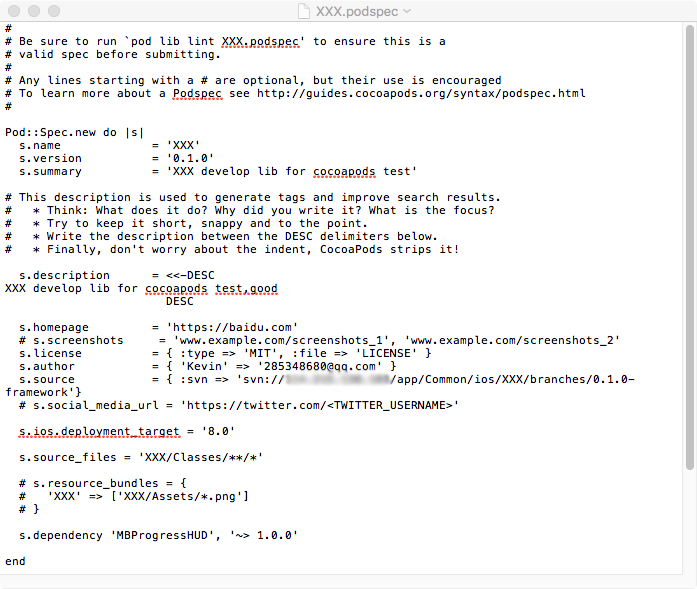 XXX.podspec
#
# Be sure to run `pod lib lint XXX.podspec' to ensure this is a
# valid spec before submitting.
#
# Any lines starting with a # are optional, but their use is encouraged
# To learn more about a Podspec see http://guides.cocoapods.org/syntax/podspec.html
#
Pod::Spec.new do |s|
  s.name             = 'XXX'
  s.version          = '0.1.0'
  s.summary          = 'XXX develop lib for cocoapods test'
# This description is used to generate tags and improve search results.
#   * Think: What does it do? Why did you write it? What is the focus?
#   * Try to keep it short, snappy and to the point.
#   * Write the description between the DESC delimiters below.
#   * Finally, don't worry about the indent, CocoaPods strips it!
  s.description      = <<-DESC
XXX develop lib for cocoapods test,good
                       DESC
  s.homepage         = 'https://baidu.com'
  # s.screenshots     = 'www.example.com/screenshots_1', 'www.example.com/screenshots_2'
  s.license          = { :type => 'MIT', :file => 'LICENSE' }
  s.author           = { 'Kevin' => '285348680@qq.com' }
  s.source           = { :svn => 'svn:///app/Common/ios/XXX/branches/0.1.0-
framework'}
  # s.social_media_url = 'https://twitter.com/<TWITTER_USERNAME>'
  s.ios.deployment_target = '8.0'
  s.source_files = 'XXX/Classes/**/*'
  # s.resource_bundles = {
  #   'XXX' => ['XXX/Assets/*.png']
  # }
  s.dependency 'MBProgressHUD', '~> 1.0.0'
end